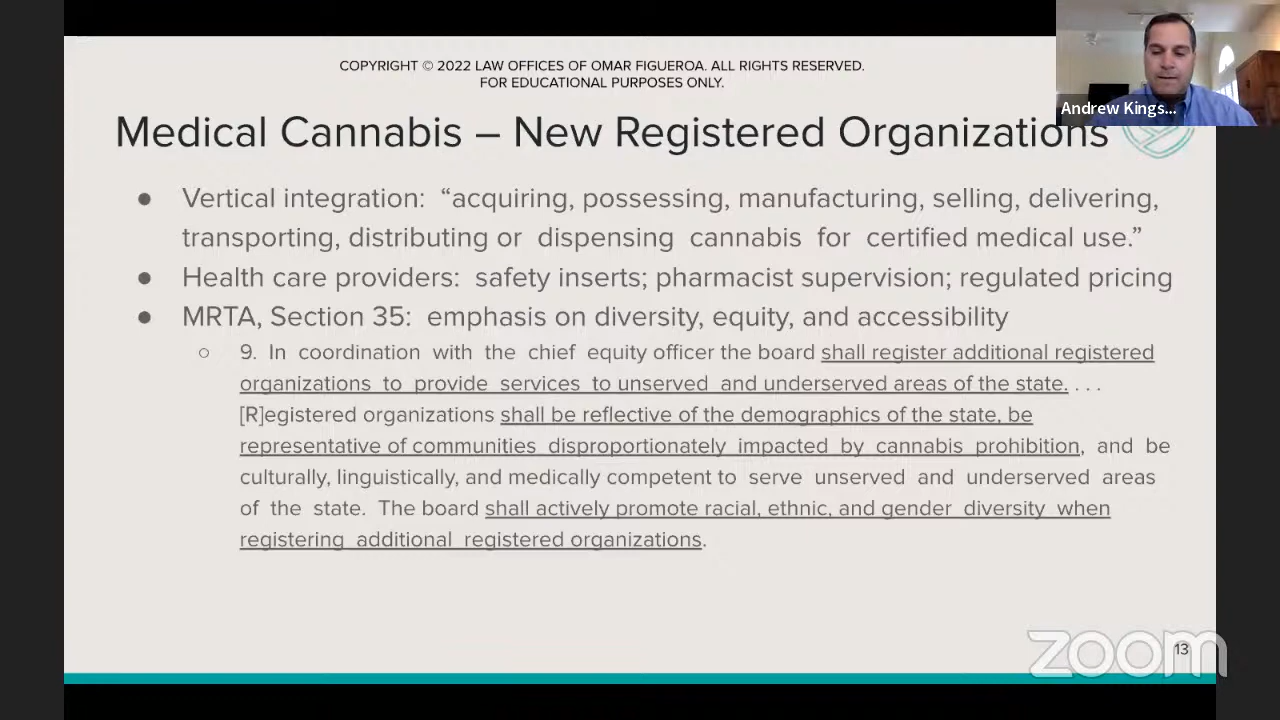 COPYRIGHT © 2022 LAW OFFICES OF OMAR FIGUEROA. ALL RIGHTS RESERVED.
FOR EDUCATIONAL PURPOSES ONLY.
Andrew Kings...
Medical Cannabis – New Registered Organizations
● Vertical integration: “acquiring, possessing, manufacturing, selling, delivering,
transporting, distributing or dispensing cannabis for certified medical use.”
● Health care providers: safety inserts; pharmacist supervision; regulated pricing
● MRTA, Section 35: emphasis on diversity, equity, and accessibility
○ 9. In coordination with the chief equity officer the board shall register additional registered
organizations to provide services to unserved and underserved areas of the state. . . .
[R]egistered organizations shall be reflective of the demographics of the state, be
representative of communities disproportionately impacted by cannabis prohibition, and be
culturally, linguistically, and medically competent to serve unserved and underserved areas
of the state. The board shall actively promote racial, ethnic, and gender diversity when
registering additional registered organizations.
zoom
13